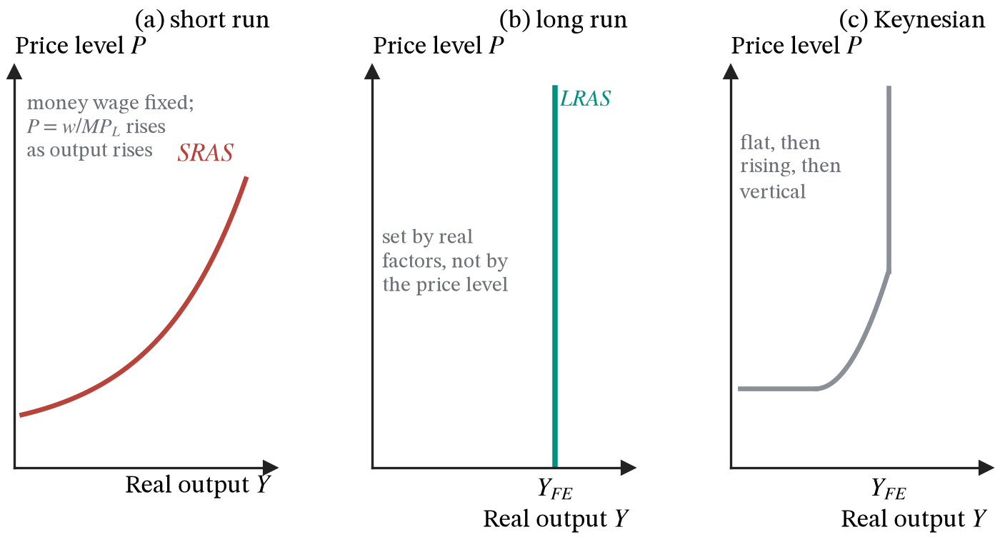 (a) short run
Price level P
money wage fixed;
P = w/MP_L rises
as output rises
SRAS
Real output Y
(b) long run
Price level P
LRAS
set by real
factors, not by
the price level
Y_FE
Real output Y
(c) Keynesian
Price level P
flat, then
rising, then
vertical
Y_FE
Real output Y